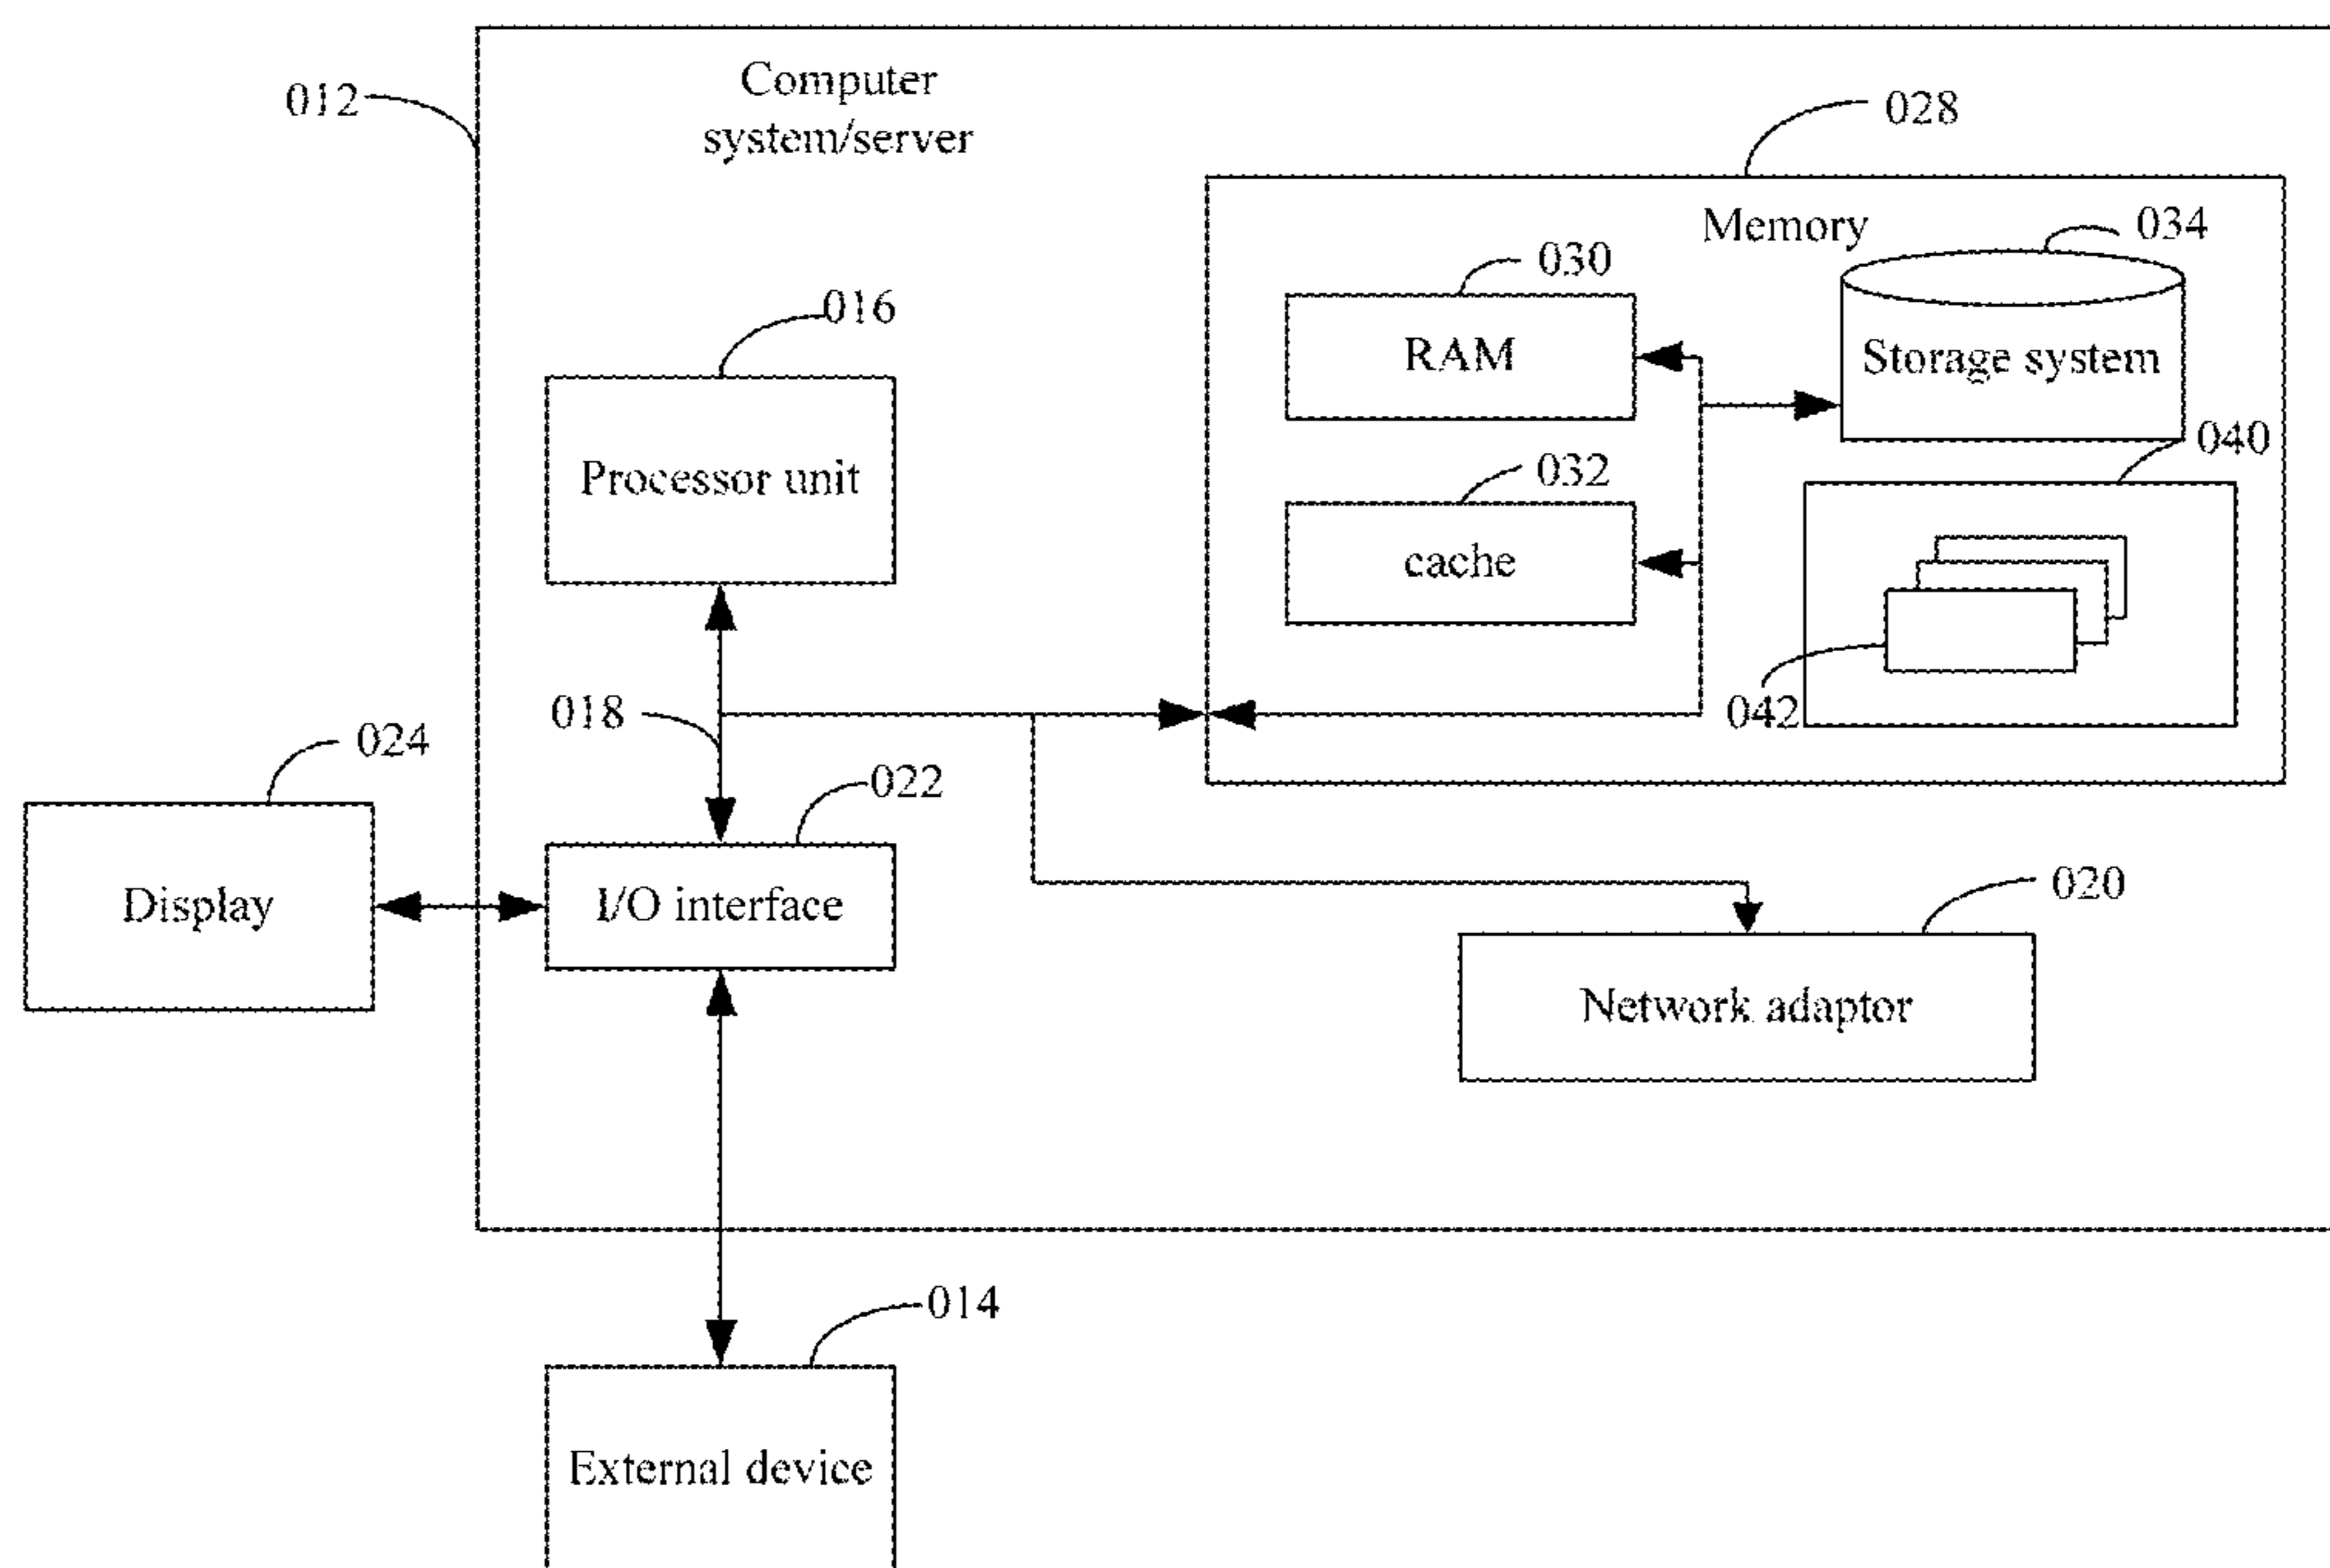 Computer
system/server
012
028
Memory
034
030
RAM
Storage system
016
Processor unit
040
032
cache
042
018
024
022
Display
I/O interface
020
Network adaptor
014
External device